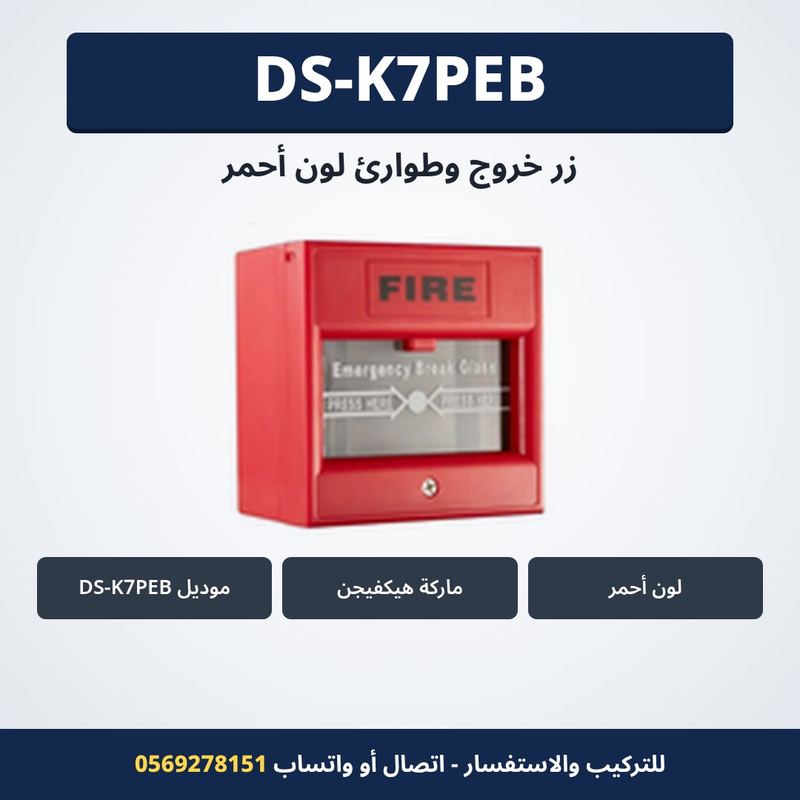 DS-K7PEB
زر خروج وطوارئ لون أحمر
FIRE
Emergency Break Glass
PRESS HERE
PRESS HERE
لون أحمر
ماركة هيكفيجن
موديل DS-K7PEB
للتركيب والاستفسار - اتصال أو واتساب 0569278151